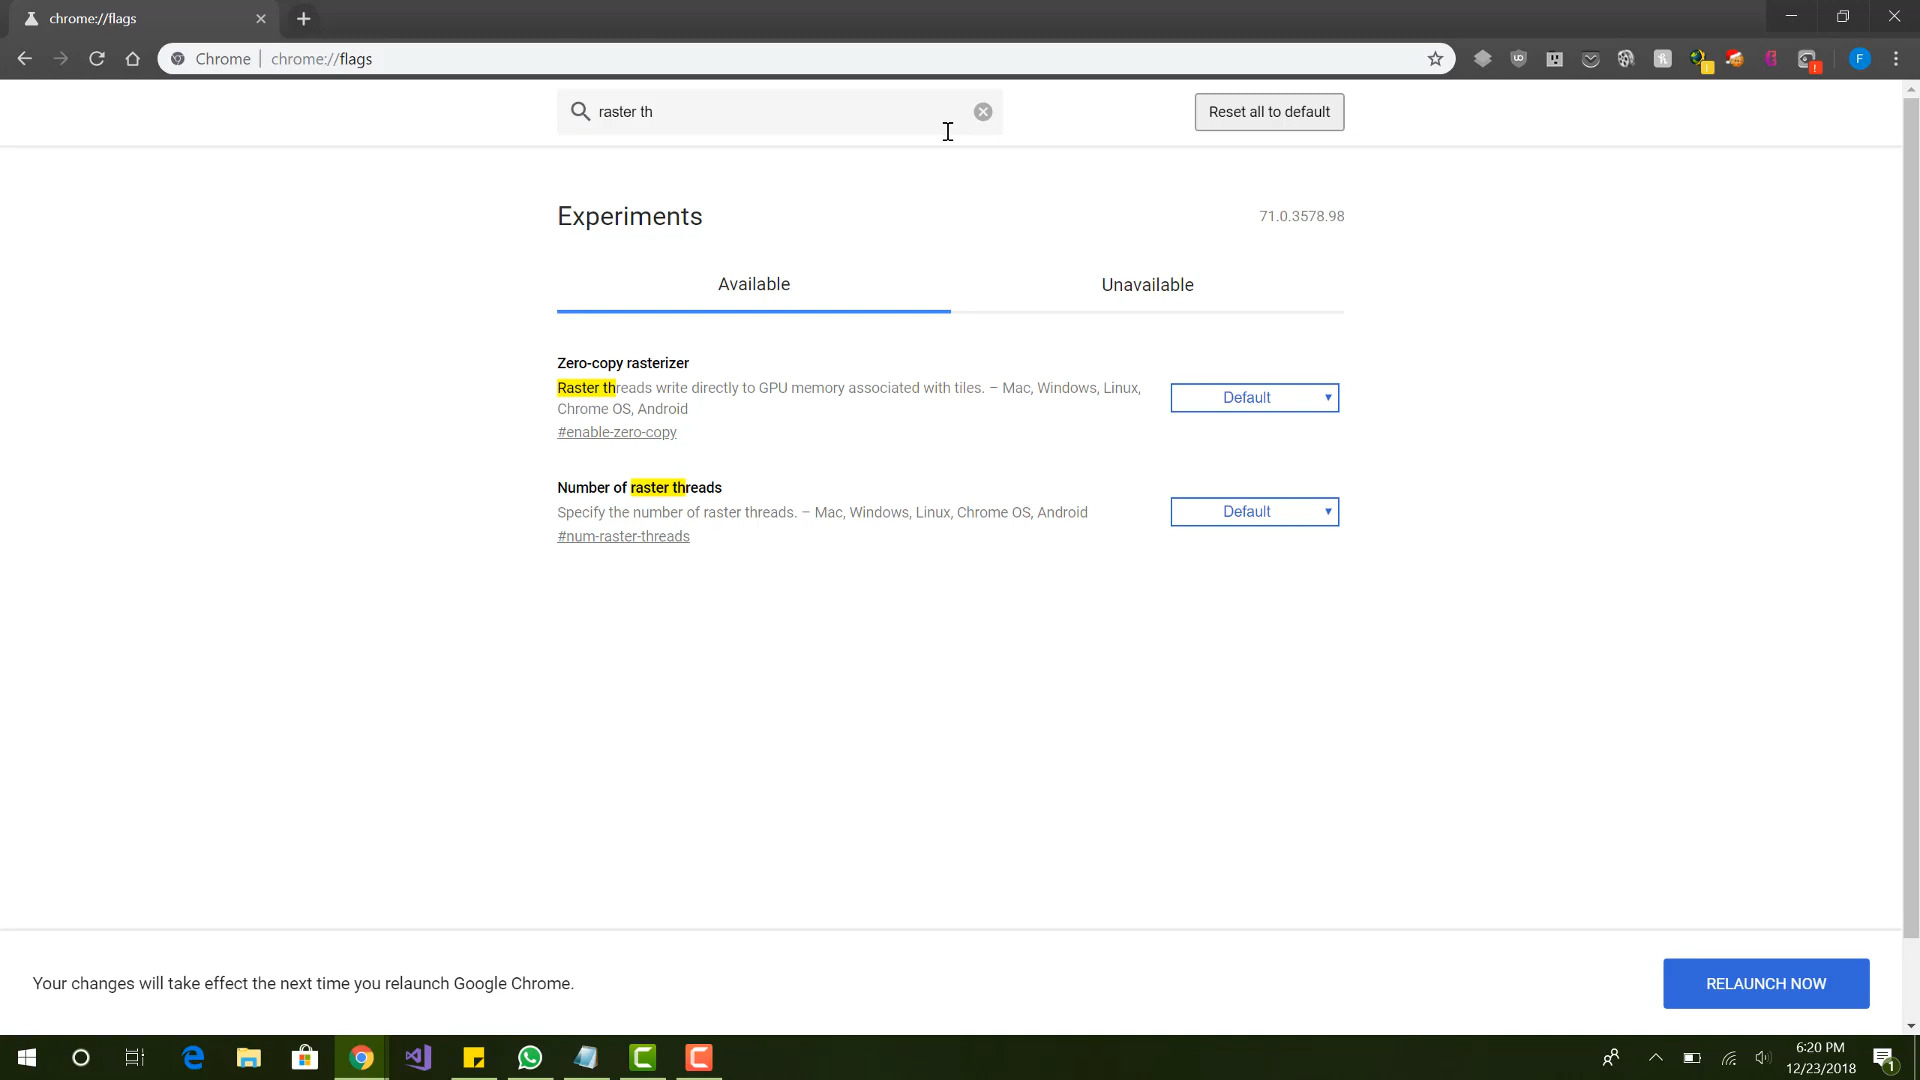 chrome://flags
Chrome | chrome://flags
F
raster th
Reset all to default
Experiments
71.0.3578.98
Available
Unavailable
Zero-copy rasterizer
Raster threads write directly to GPU memory associated with tiles. – Mac, Windows, Linux,
Chrome OS, Android
#enable-zero-copy
Default
Number of raster threads
Specify the number of raster threads. – Mac, Windows, Linux, Chrome OS, Android
#num-raster-threads
Default
Your changes will take effect the next time you relaunch Google Chrome.
RELAUNCH NOW
6:20 PM
12/23/2018
1